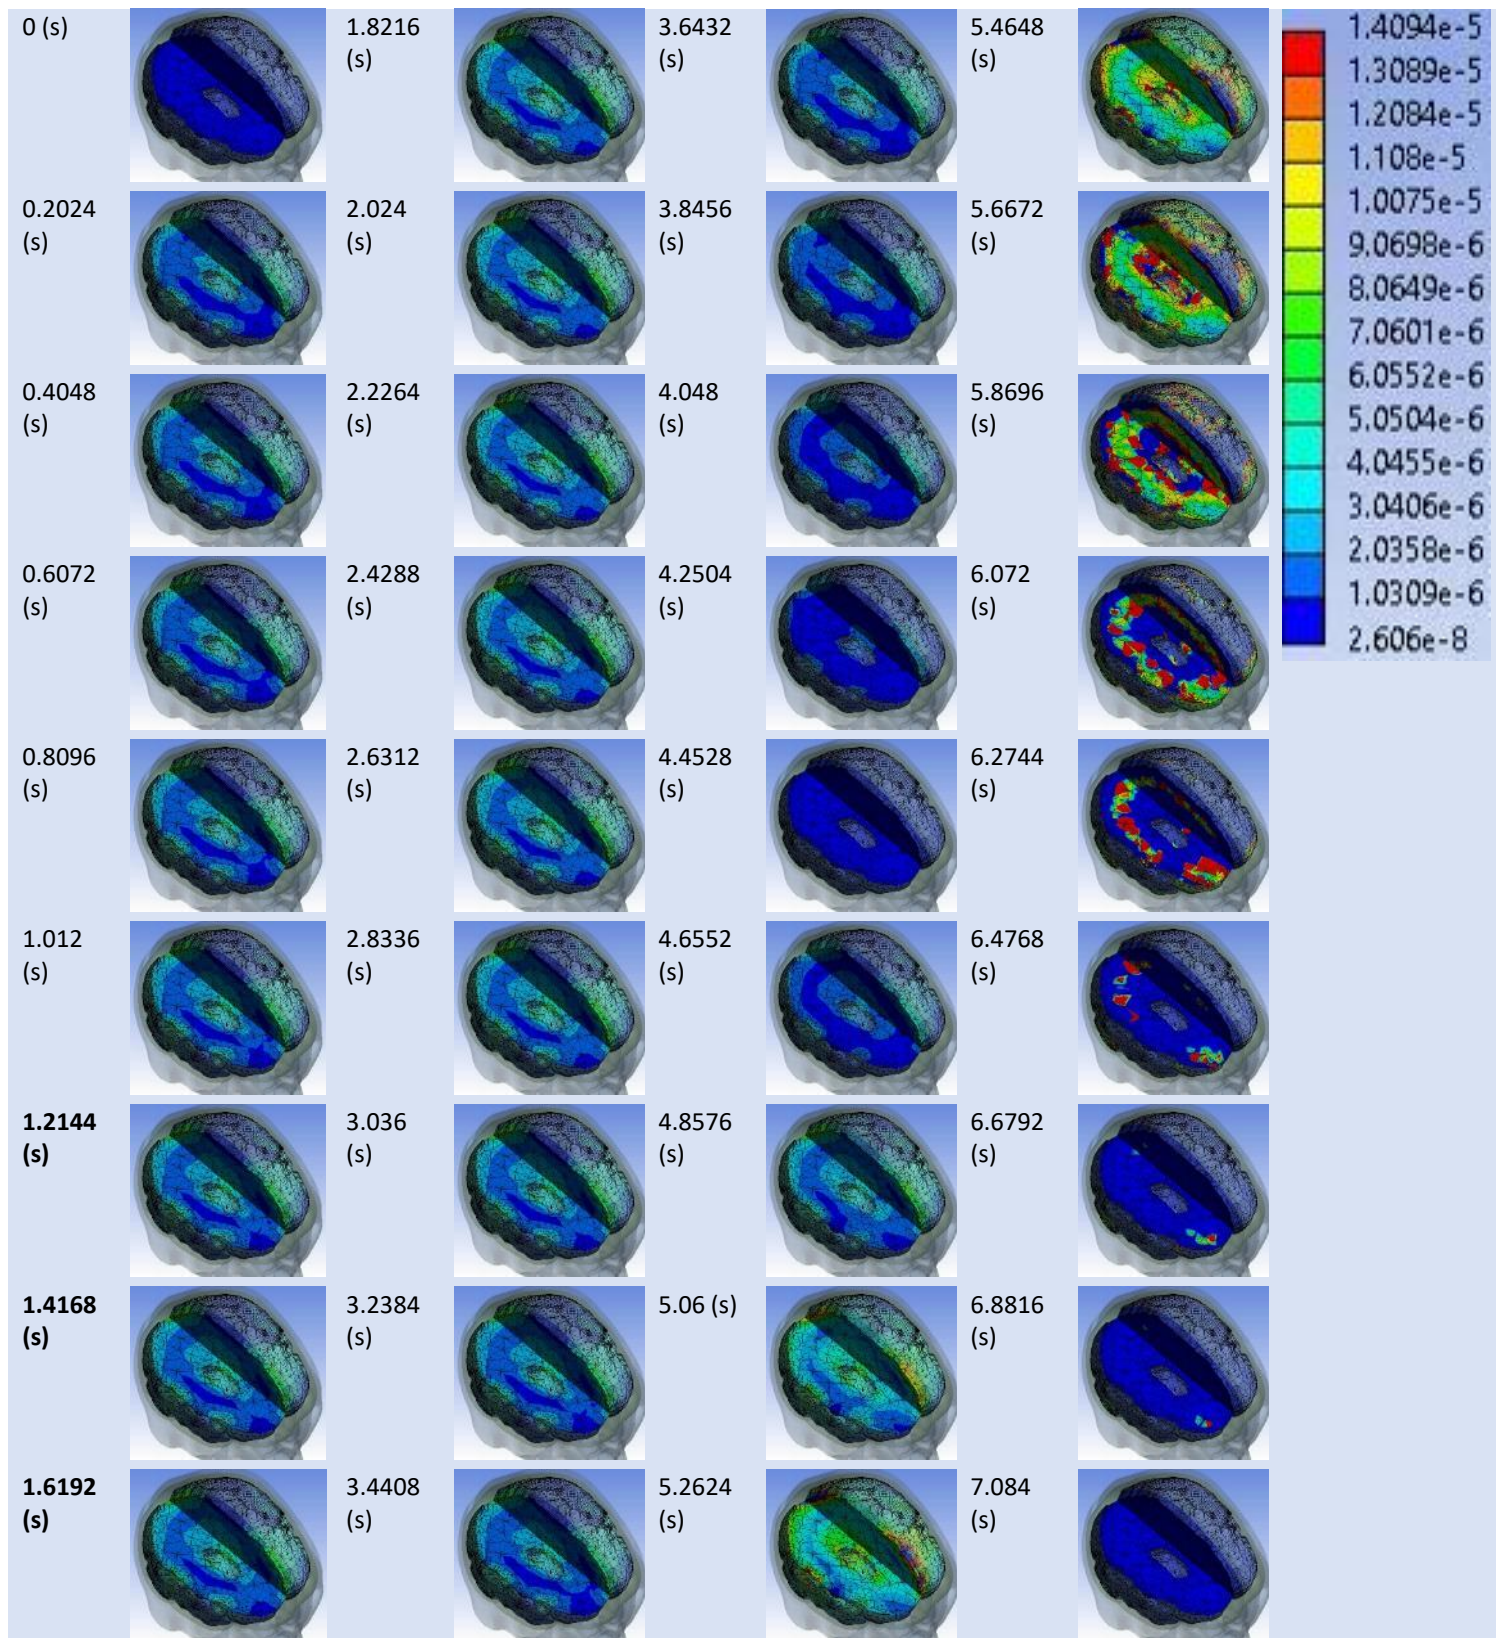 0 (s)
1.8216
(s)
3.6432
(s)
5.4648
(s)
0.2024
(s)
2.024
(s)
3.8456
(s)
5.6672
(s)
0.4048
(s)
2.2264
(s)
4.048
(s)
5.8696
(s)
0.6072
(s)
2.4288
(s)
4.2504
(s)
6.072
(s)
0.8096
(s)
2.6312
(s)
4.4528
(s)
6.2744
(s)
1.012
(s)
2.8336
(s)
4.6552
(s)
6.4768
(s)
1.2144
(s)
3.036
(s)
4.8576
(s)
6.6792
(s)
1.4168
(s)
3.2384
(s)
5.06 (s)
6.8816
(s)
1.6192
(s)
3.4408
(s)
5.2624
(s)
7.084
(s)
1.4094e-5
1.3089e-5
1.2084e-5
1.108e-5
1.0075e-5
9.0698e-6
8.0649e-6
7.0601e-6
6.0552e-6
5.0504e-6
4.0455e-6
3.0406e-6
2.0358e-6
1.0309e-6
2.606e-8